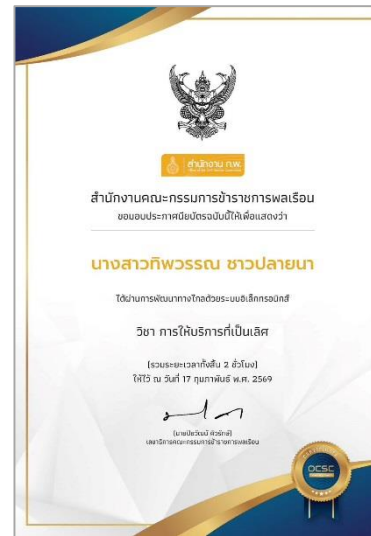 สำนักงาน ก.พ.
สำนักงานคณะกรรมการข้าราชการพลเรือน
ขอมอบประกาศนียบัตรฉบับนี้ให้เพื่อแสดงว่า
นางสาวทิพวรรณ ชาวปลายนา
ได้ผ่านการพัฒนาทางไกลด้วยระบบอิเล็กทรอนิกส์
วิชา การให้บริการที่เป็นเลิศ
(รวมระยะเวลาทั้งสิ้น 2 ชั่วโมง)
ให้ไว้ ณ วันที่ 17 กุมภาพันธ์ พ.ศ. 2569
เลขาธิการคณะกรรมการข้าราชการพลเรือน
OCSC